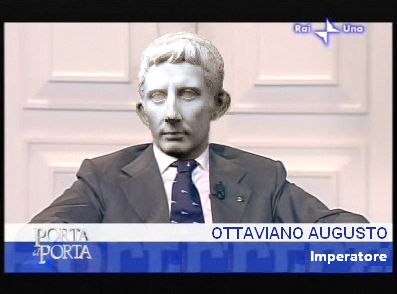 Rai Uno
PORTA
a PORTA
OTTAVIANO AUGUSTO
Imperatore